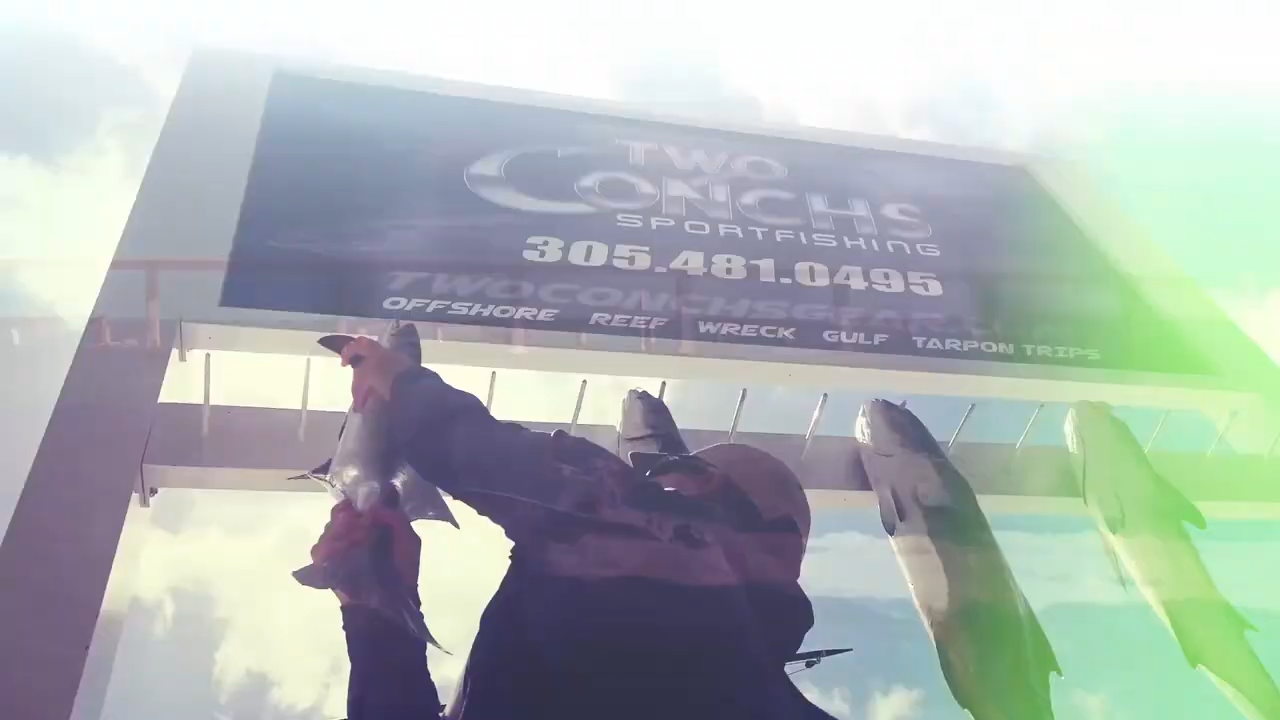 TWO
CONCHS
SPORTFISHING
305.481.0495
OFFSHORE REEF WRECK GULF TARPON TRIPS